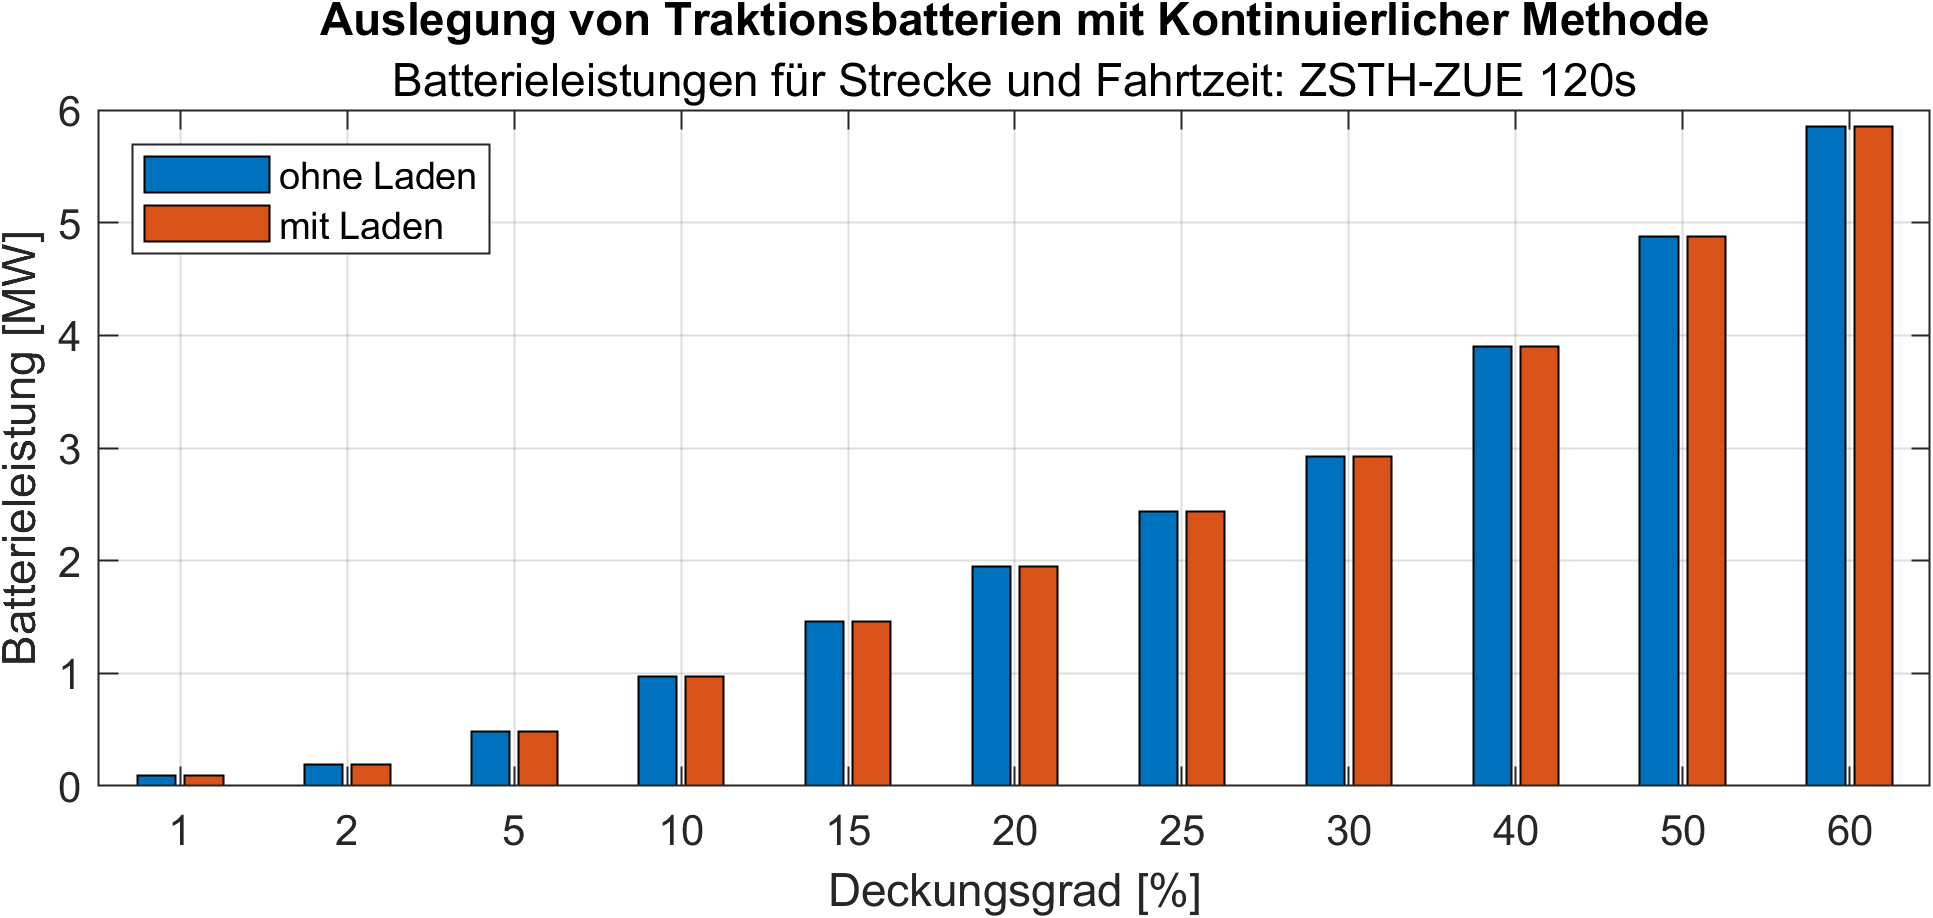 Auslegung von Traktionsbatterien mit Kontinuierlicher Methode
Batterieleistungen für Strecke und Fahrtzeit: ZSTH-ZUE 120s
6
5
4
3
2
1
0
Batterieleistung [MW]
ohne Laden
mit Laden
1 2 5 10 15 20 25 30 40 50 60
Deckungsgrad [%]